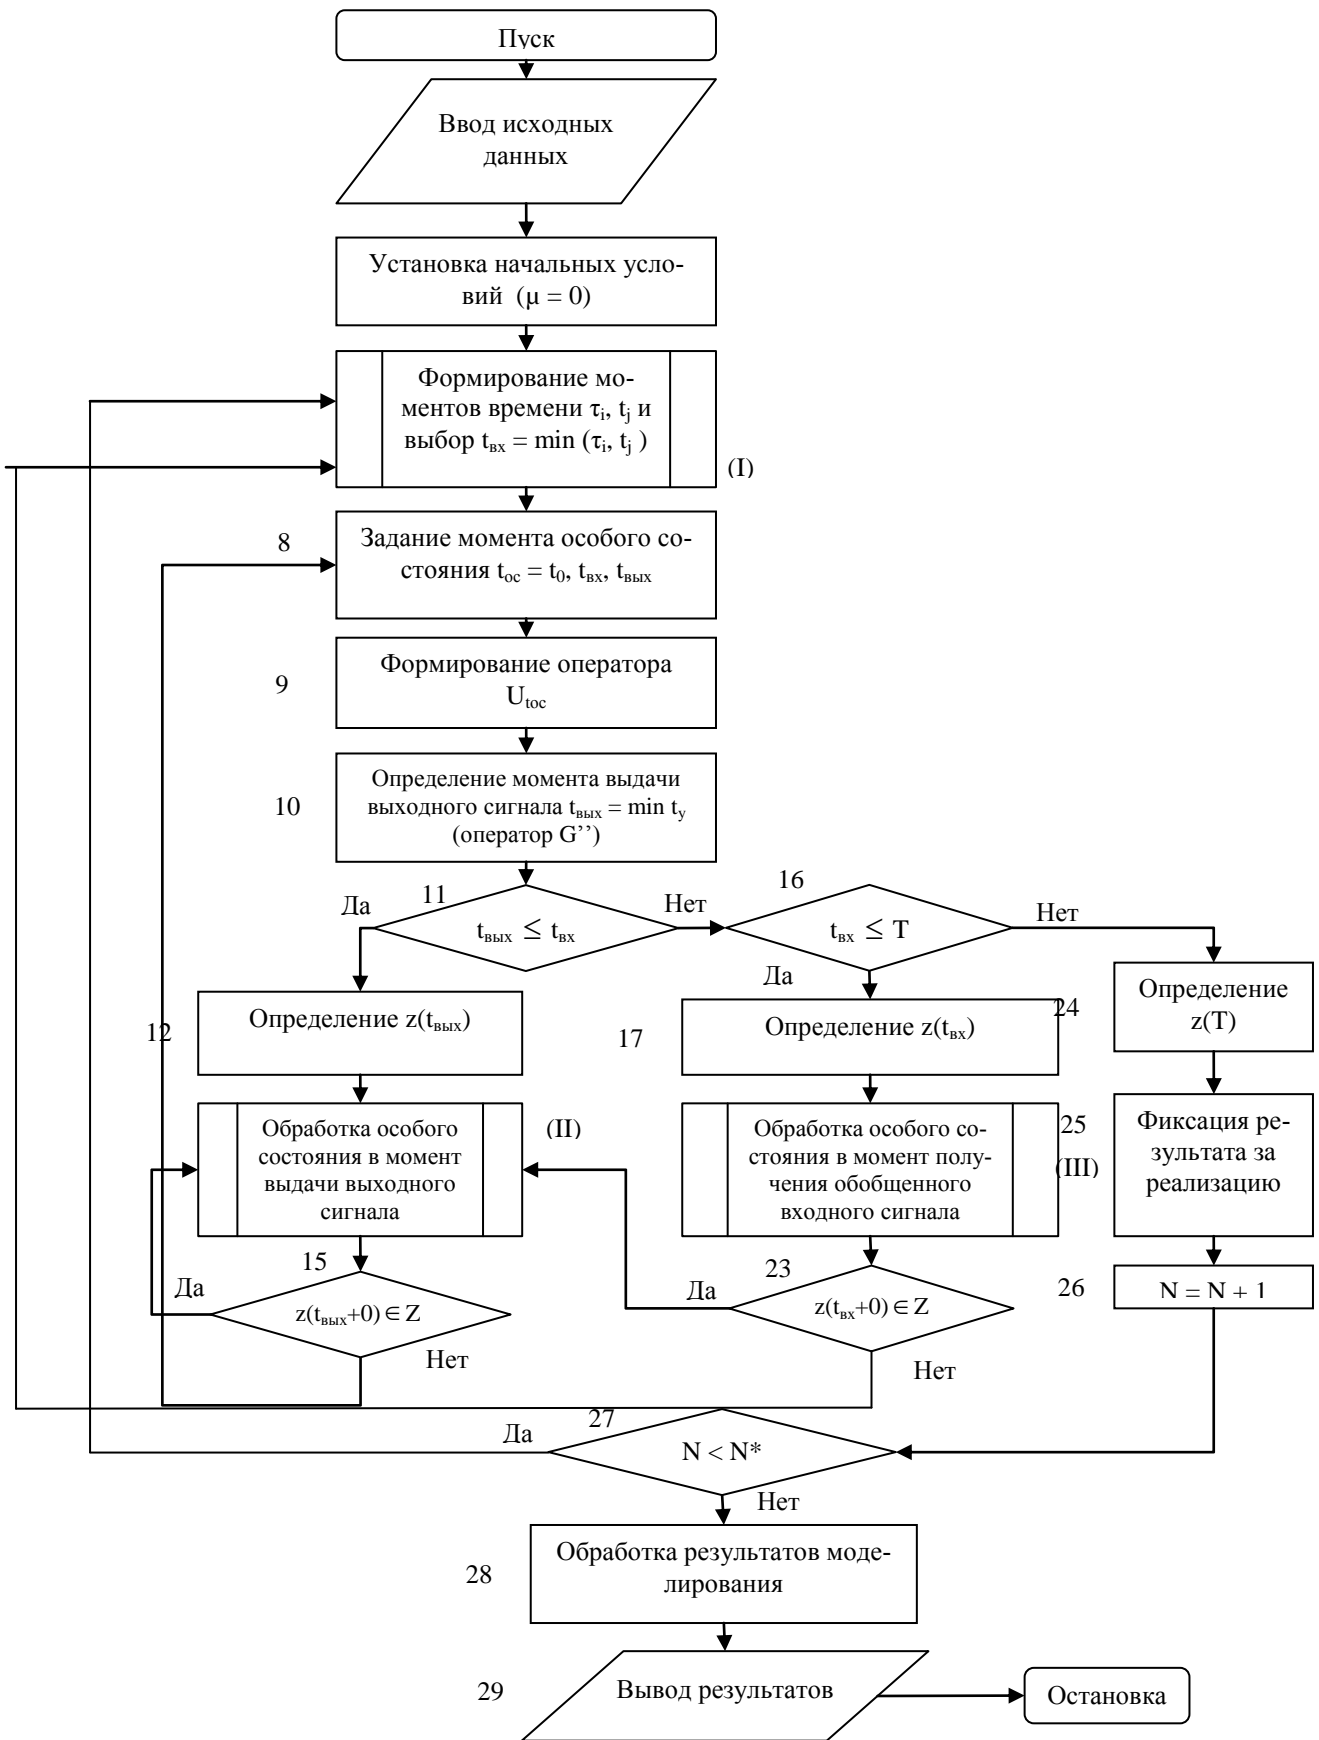 Пуск
Ввод исходных
данных
Установка начальных усло-
вий (μ = 0)
Формирование мо-
ментов времени τi, tj и
выбор tвх = min (τi, tj )
(I)
8
Задание момента особого со-
стояния tос = t0, tвх, tвых
9
Формирование оператора
Utос
10
Определение момента выдачи
выходного сигнала tвых = min ty
(оператор G’’)
11
Да
tвых ≤ tвх
Нет
16
tвх ≤ T
Нет
Да
12
Определение z(tвых)
17
Определение z(tвх)
24
Определение
z(T)
Обработка особого
состояния в момент
выдачи выходного
сигнала
(II)
Обработка особого со-
стояния в момент полу-
чения обобщенного
входного сигнала
25
(III)
Фиксация ре-
зультата за
реализацию
15
Да
z(tвых+0) ∈ Z
Нет
23
Да
z(tвх+0) ∈ Z
Нет
26
N = N + 1
27
Да
N < N*
Нет
28
Обработка результатов моде-
лирования
29
Вывод результатов
Остановка